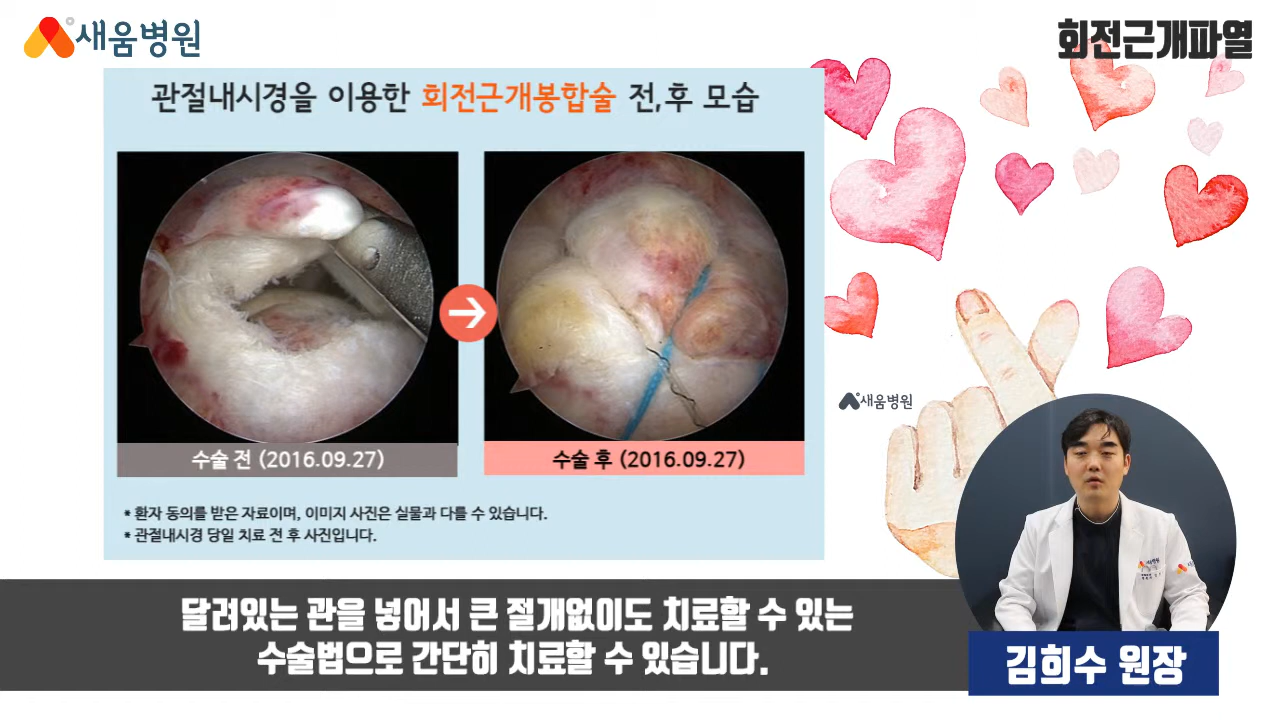 새움병원
회전근개파열
관절내시경을 이용한 회전근개봉합술 전,후 모습
수술 전 (2016.09.27)
수술 후 (2016.09.27)
* 환자 동의를 받은 자료이며, 이미지 사진은 실물과 다를 수 있습니다.
* 관절내시경 당일 치료 전 후 사진입니다.
새움병원
새움병원
달려있는 관을 넣어서 큰 절개없이도 치료할 수 있는
수술법으로 간단히 치료할 수 있습니다.
김희수 원장